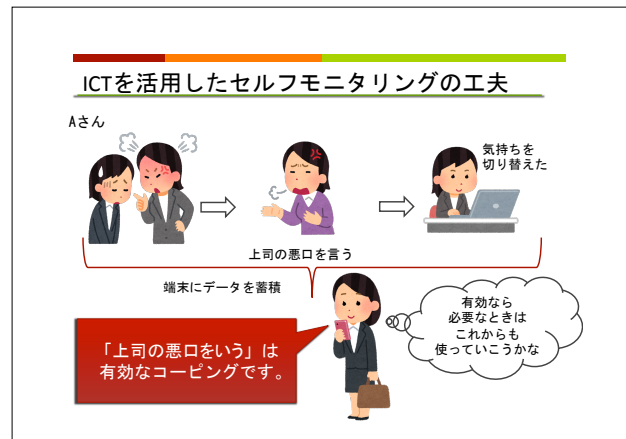 ICTを活用したセルフモニタリングの工夫
Aさん
気持ちを
切り替えた
上司の悪口を言う
端末にデータを蓄積
有効なら
必要なときは
これからも
使っていこうかな
「上司の悪口をいう」は
有効なコーピングです。